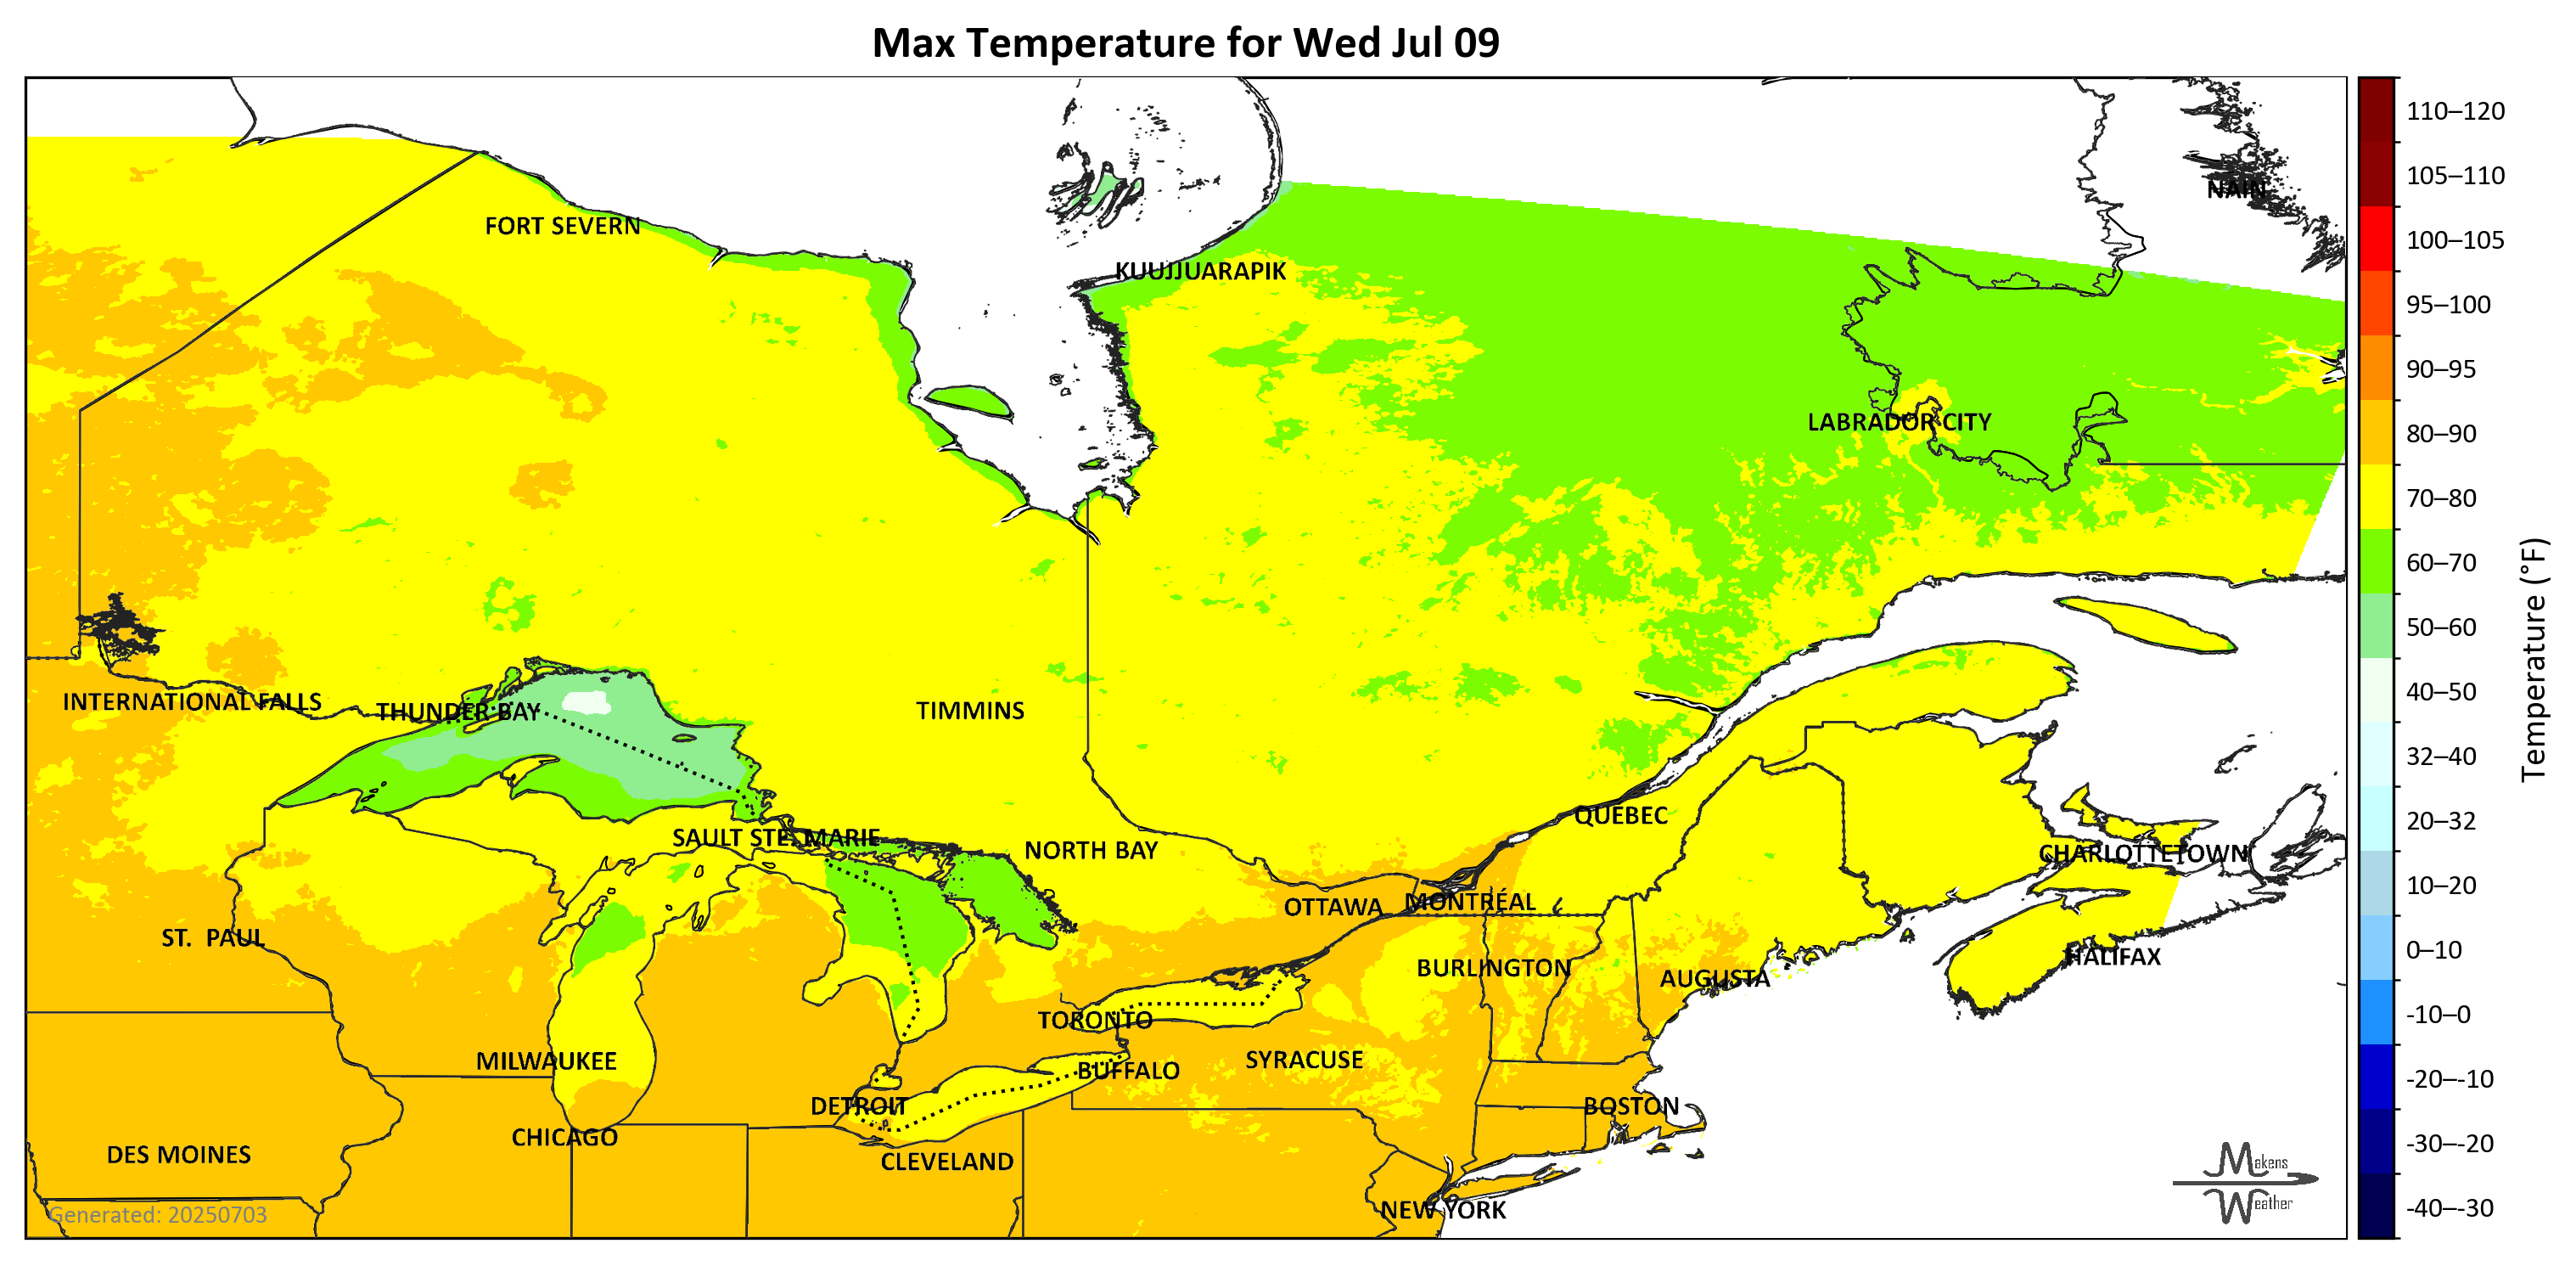 Max Temperature for Wed Jul 09
NAIN
FORT SEVERN
KUUJJUARAPIK
LABRADOR CITY
INTERNATIONAL FALLS
THUNDER BAY
TIMMINS
QUÉBEC
SAULT STE. MARIE
NORTH BAY
CHARLOTTETOWN
OTTAWA
MONTRÉAL
ST. PAUL
HALIFAX
BURLINGTON
AUGUSTA
TORONTO
MILWAUKEE
SYRACUSE
BUFFALO
DETROIT
BOSTON
CHICAGO
DES MOINES
CLEVELAND
NEW YORK
Generated: 20250703
Makens
Weather
110–120
105–110
100–105
95–100
90–95
80–90
70–80
60–70
50–60
40–50
32–40
20–32
10–20
0–10
-10–0
-20–-10
-30–-20
-40–-30
Temperature (°F)